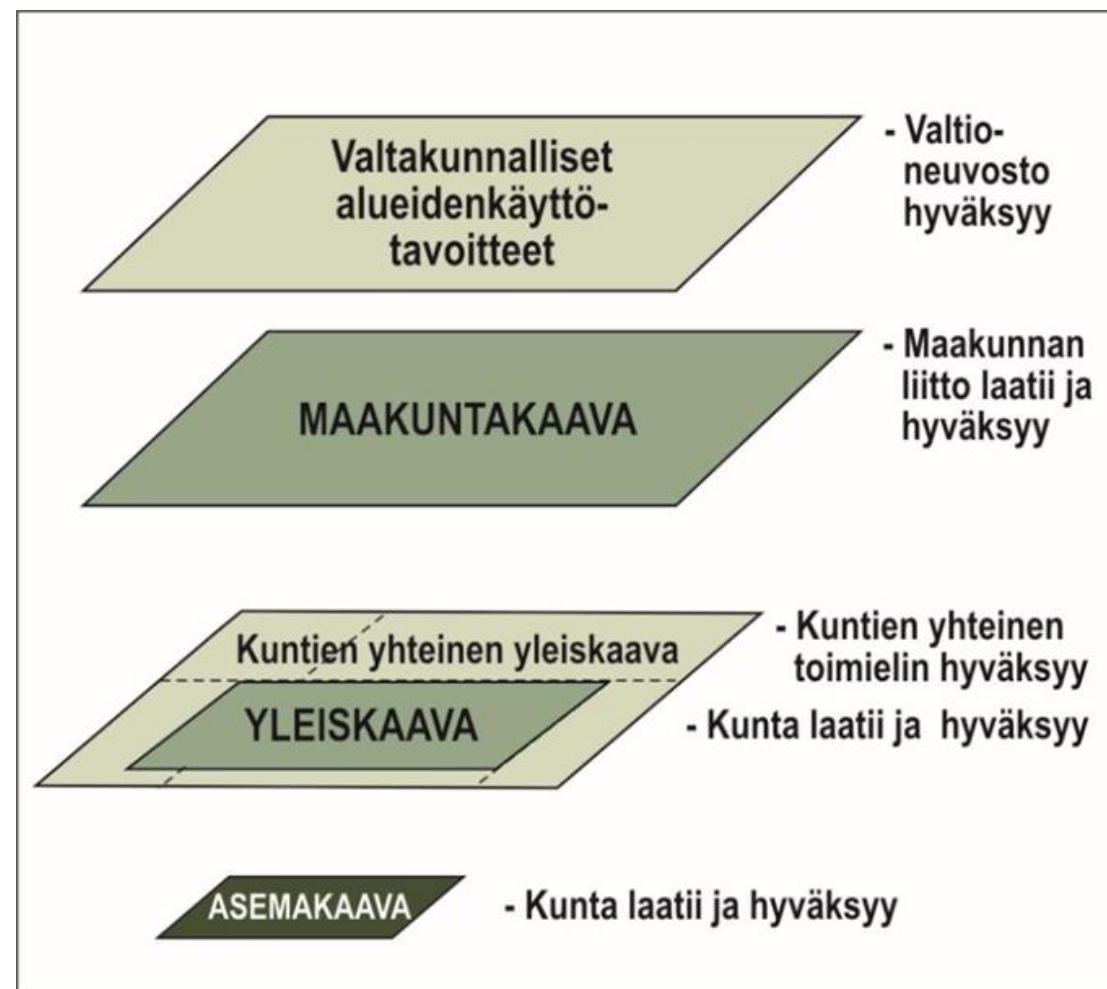 Valtakunnalliset
alueidenkäyttö-
tavoitteet
- Valtio-
neuvosto
hyväksyy
MAAKUNTAKAAVA
- Maakunnan
liitto laatii ja
hyväksyy
Kuntien yhteinen yleiskaava
- Kuntien yhteinen
toimielin hyväksyy
YLEISKAAVA
- Kunta laatii ja hyväksyy
ASEMAKAAVA
- Kunta laatii ja hyväksyy